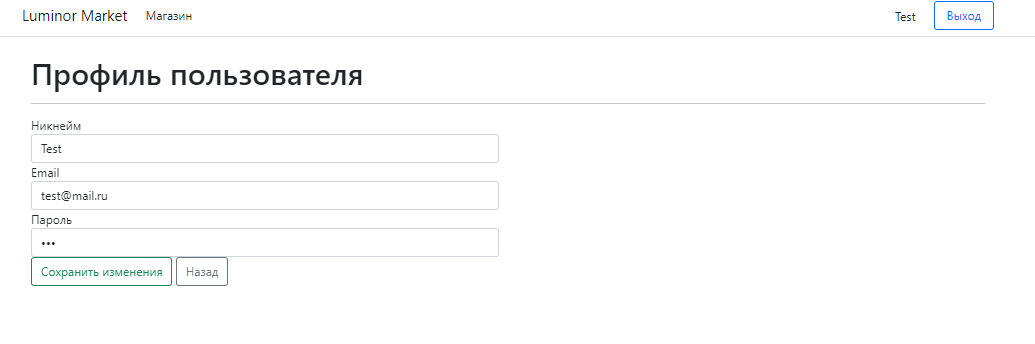 Luminor Market Магазин Test Выход
Профиль пользователя
Никнейм
Test
Email
test@mail.ru
Пароль
•••
Сохранить изменения Назад